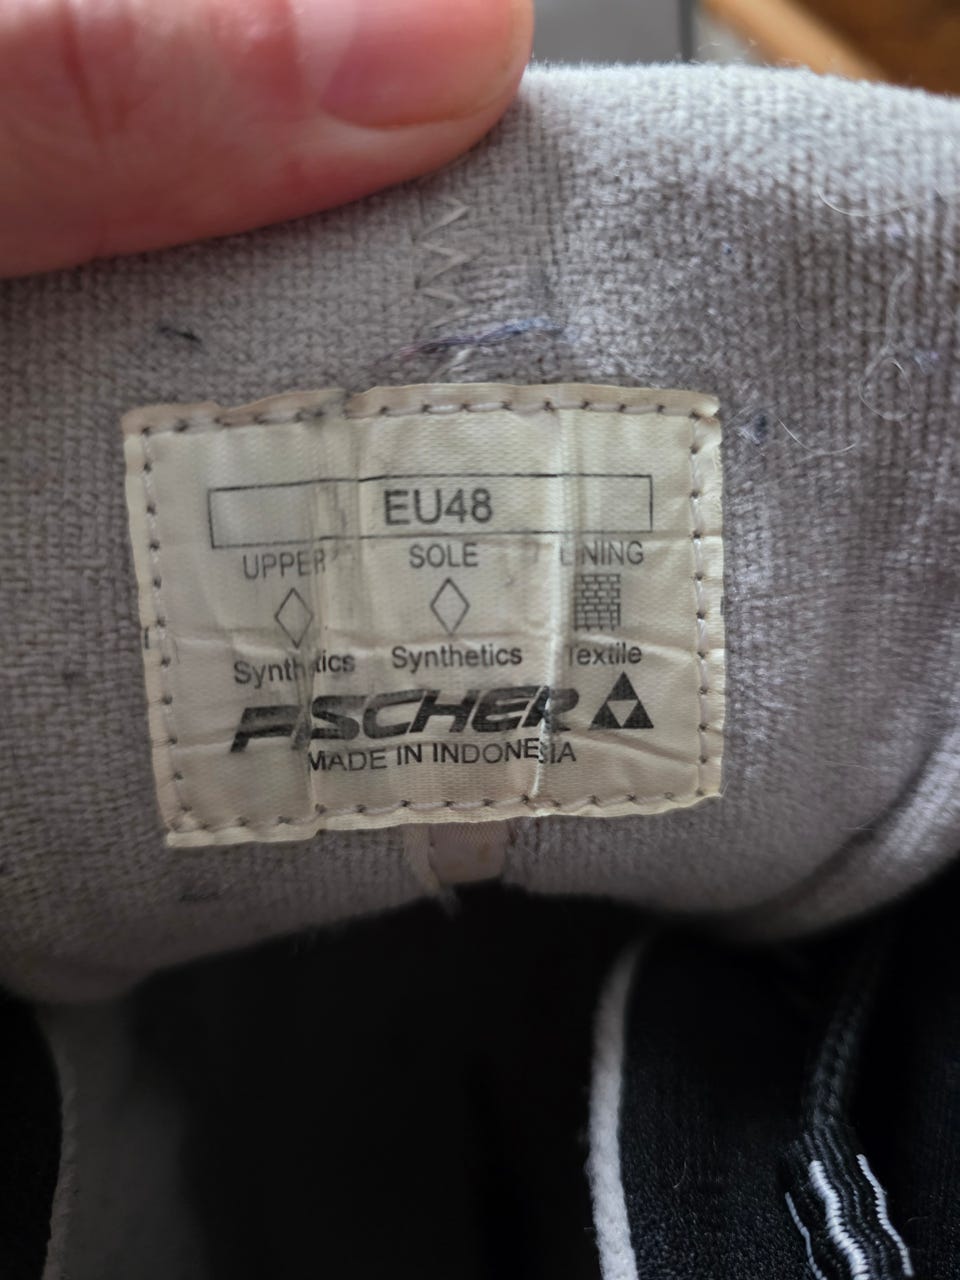 EU48
UPPER SOLE LINING
Synthetics Synthetics Textile
FISCHER
MADE IN INDONESIA